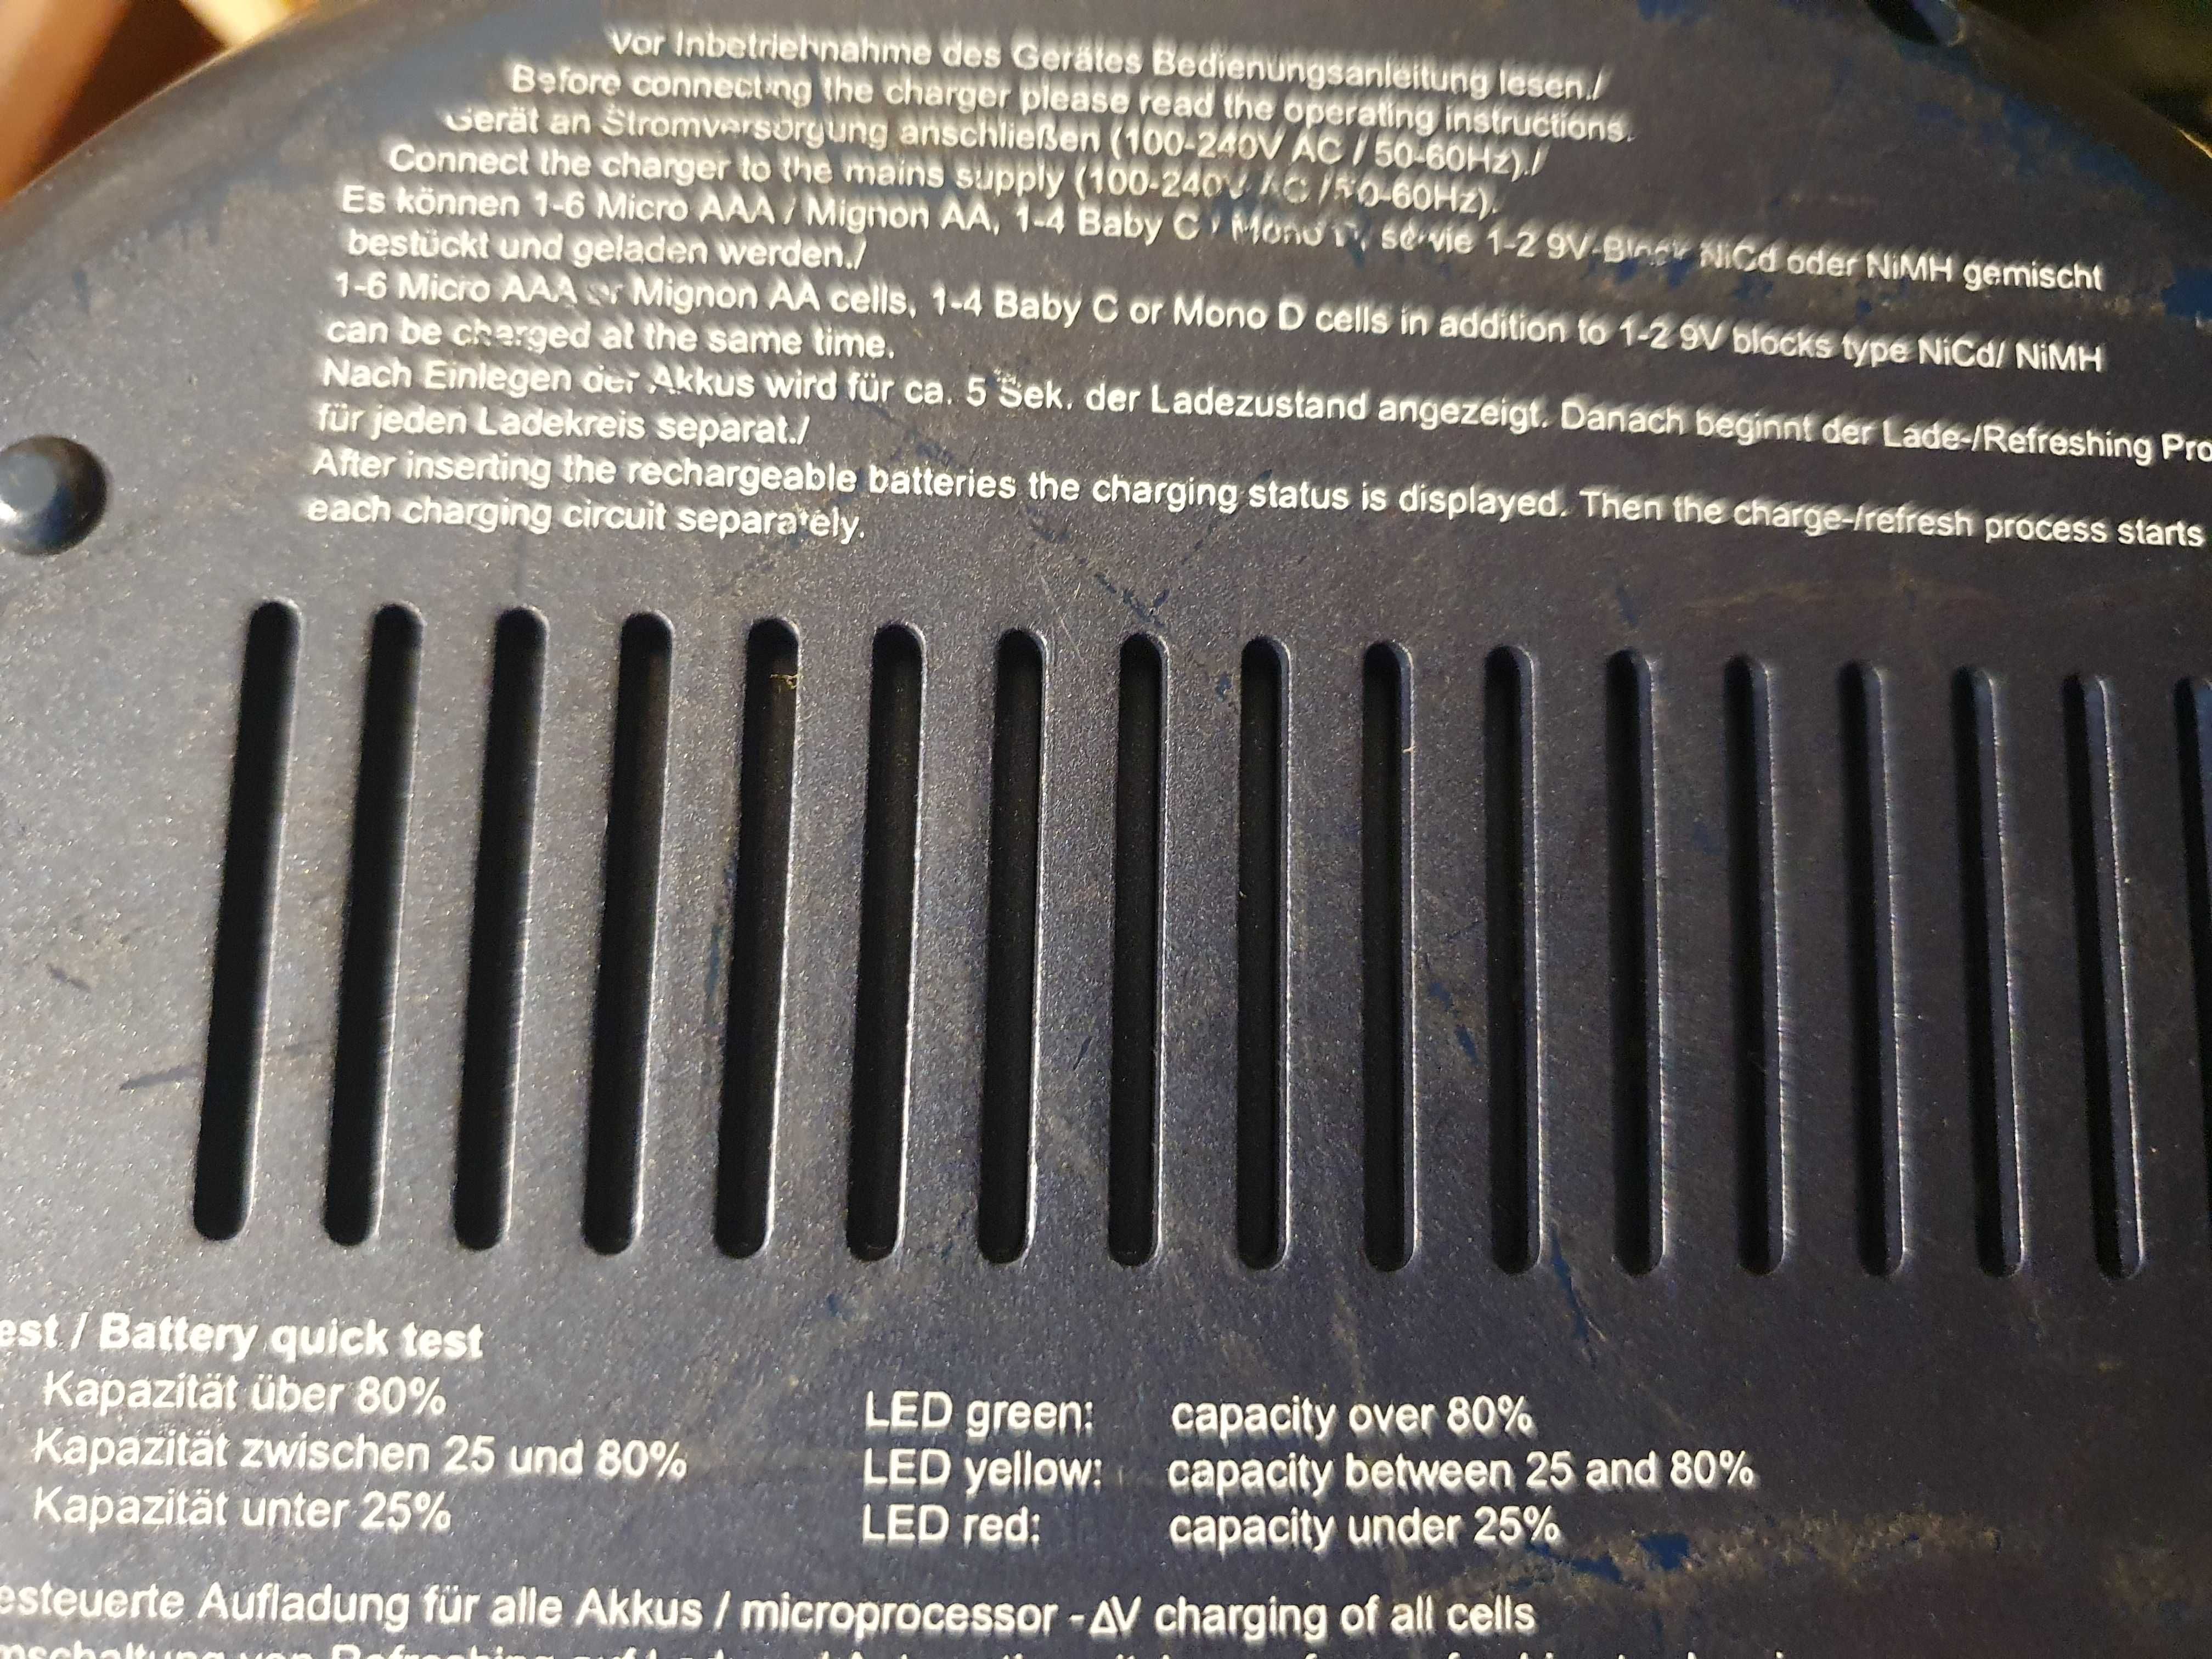 Vor Inbetriebnahme des Gerätes Bedienungsanleitung lesen./
Before connecting the charger please read the operating instructions.
Gerät an Stromversorgung anschließen (100-240V AC / 50-60Hz)./
Connect the charger to the mains supply (100-240V AC /50-60Hz).
Es können 1-6 Micro AAA / Mignon AA, 1-4 Baby C / Mono D, sowie 1-2 9V-Block NiCd oder NiMH gemischt
bestückt und geladen werden./
1-6 Micro AAA or Mignon AA cells, 1-4 Baby C or Mono D cells in addition to 1-2 9V blocks type NiCd/ NiMH
can be charged at the same time.
Nach Einlegen der Akkus wird für ca. 5 Sek. der Ladezustand angezeigt. Danach beginnt der Lade-/Refreshing Pro
für jeden Ladekreis separat./
After inserting the rechargeable batteries the charging status is displayed. Then the charge-/refresh process starts
each charging circuit separately.
est / Battery quick test
Kapazität über 80%
Kapazität zwischen 25 und 80%
Kapazität unter 25%
LED green: capacity over 80%
LED yellow: capacity between 25 and 80%
LED red: capacity under 25%
esteuerte Aufladung für alle Akkus / microprocessor -ΔV charging of all cells